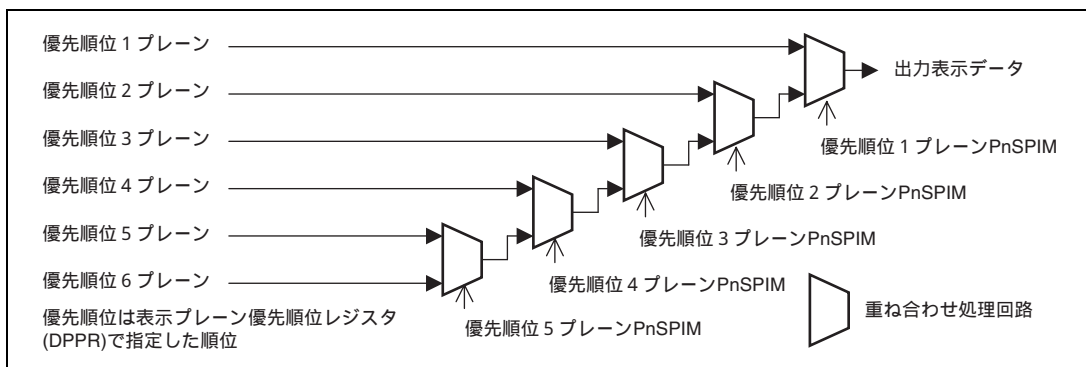 優先順位 1 プレーン
出力表示データ
優先順位 2 プレーン
優先順位 3 プレーン
優先順位 1 プレーンPnSPIM
優先順位 4 プレーン
優先順位 2 プレーンPnSPIM
優先順位 5 プレーン
優先順位 3 プレーンPnSPIM
優先順位 6 プレーン
優先順位 4 プレーンPnSPIM
重ね合わせ処理回路
優先順位は表示プレーン優先順位レジスタ
(DPPR)で指定した順位
優先順位 5 プレーンPnSPIM